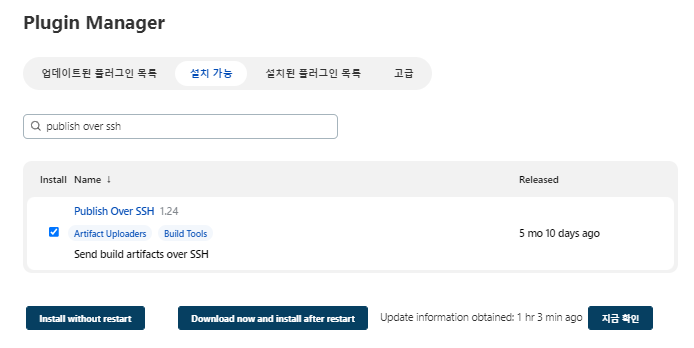 Plugin Manager
업데이트된 플러그인 목록 설치 가능 설치된 플러그인 목록 고급
publish over ssh
Install Name ↓ Released
Publish Over SSH 1.24
Artifact Uploaders Build Tools
5 mo 10 days ago
Send build artifacts over SSH
Install without restart Download now and install after restart Update information obtained: 1 hr 3 min ago 지금 확인